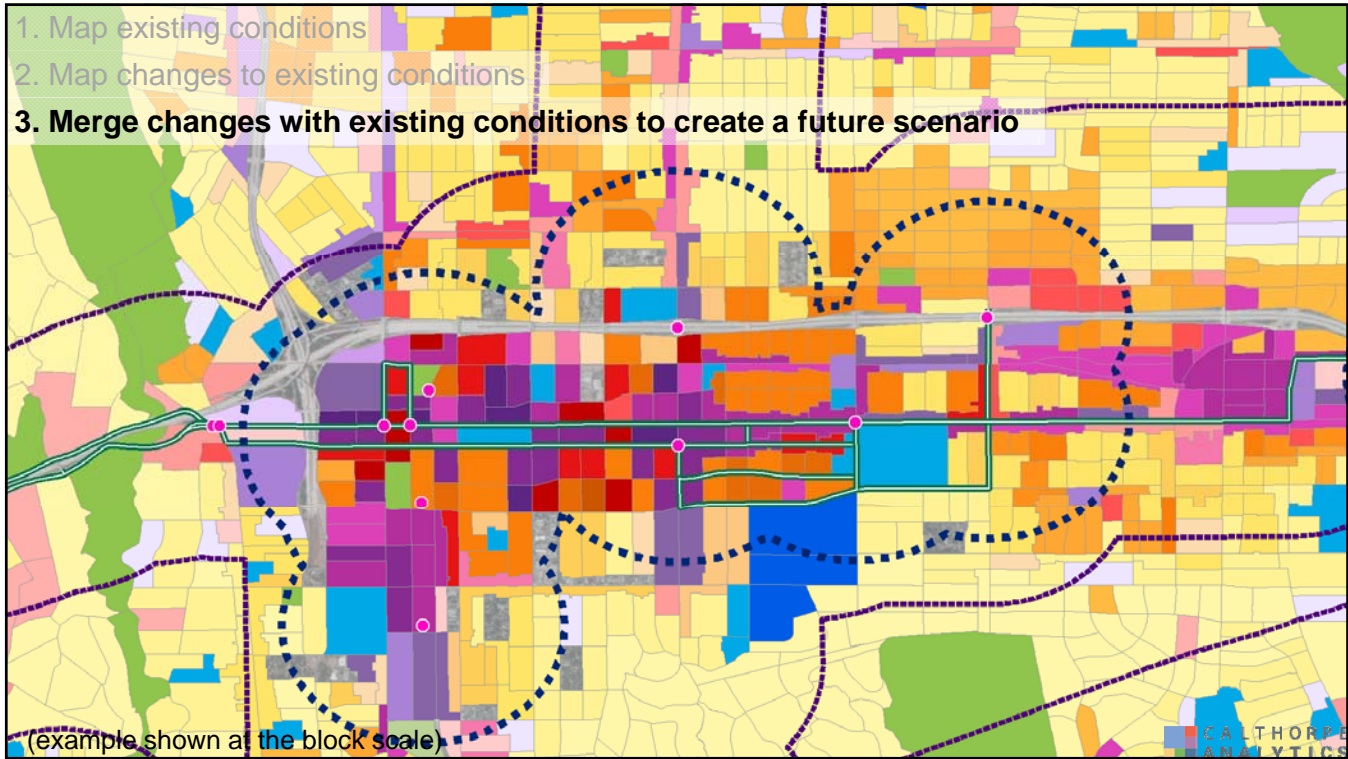 1. Map existing conditions
2. Map changes to existing conditions
3. Merge changes with existing conditions to create a future scenario
(example shown at the block scale)
CALTHORPE
ANALYTICS